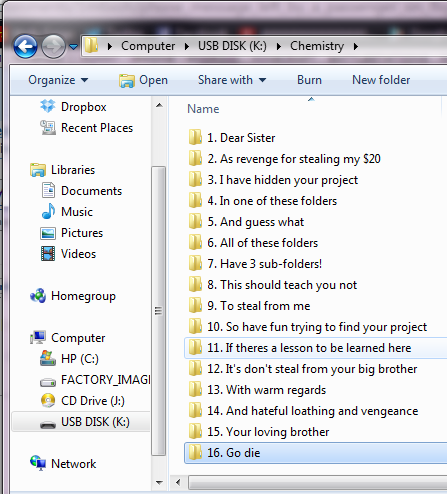 Computer ▸ USB DISK (K:) ▸ Chemistry ▸
Organize Open Share with Burn New folder
Dropbox
Recent Places
Libraries
Documents
Music
Pictures
Videos
Homegroup
Computer
HP (C:)
FACTORY_IMAG
CD Drive (J:)
USB DISK (K:)
Network
Name
1. Dear Sister
2. As revenge for stealing my $20
3. I have hidden your project
4. In one of these folders
5. And guess what
6. All of these folders
7. Have 3 sub-folders!
8. This should teach you not
9. To steal from me
10. So have fun trying to find your project
11. If theres a lesson to be learned here
12. It's don't steal from your big brother
13. With warm regards
14. And hateful loathing and vengeance
15. Your loving brother
16. Go die